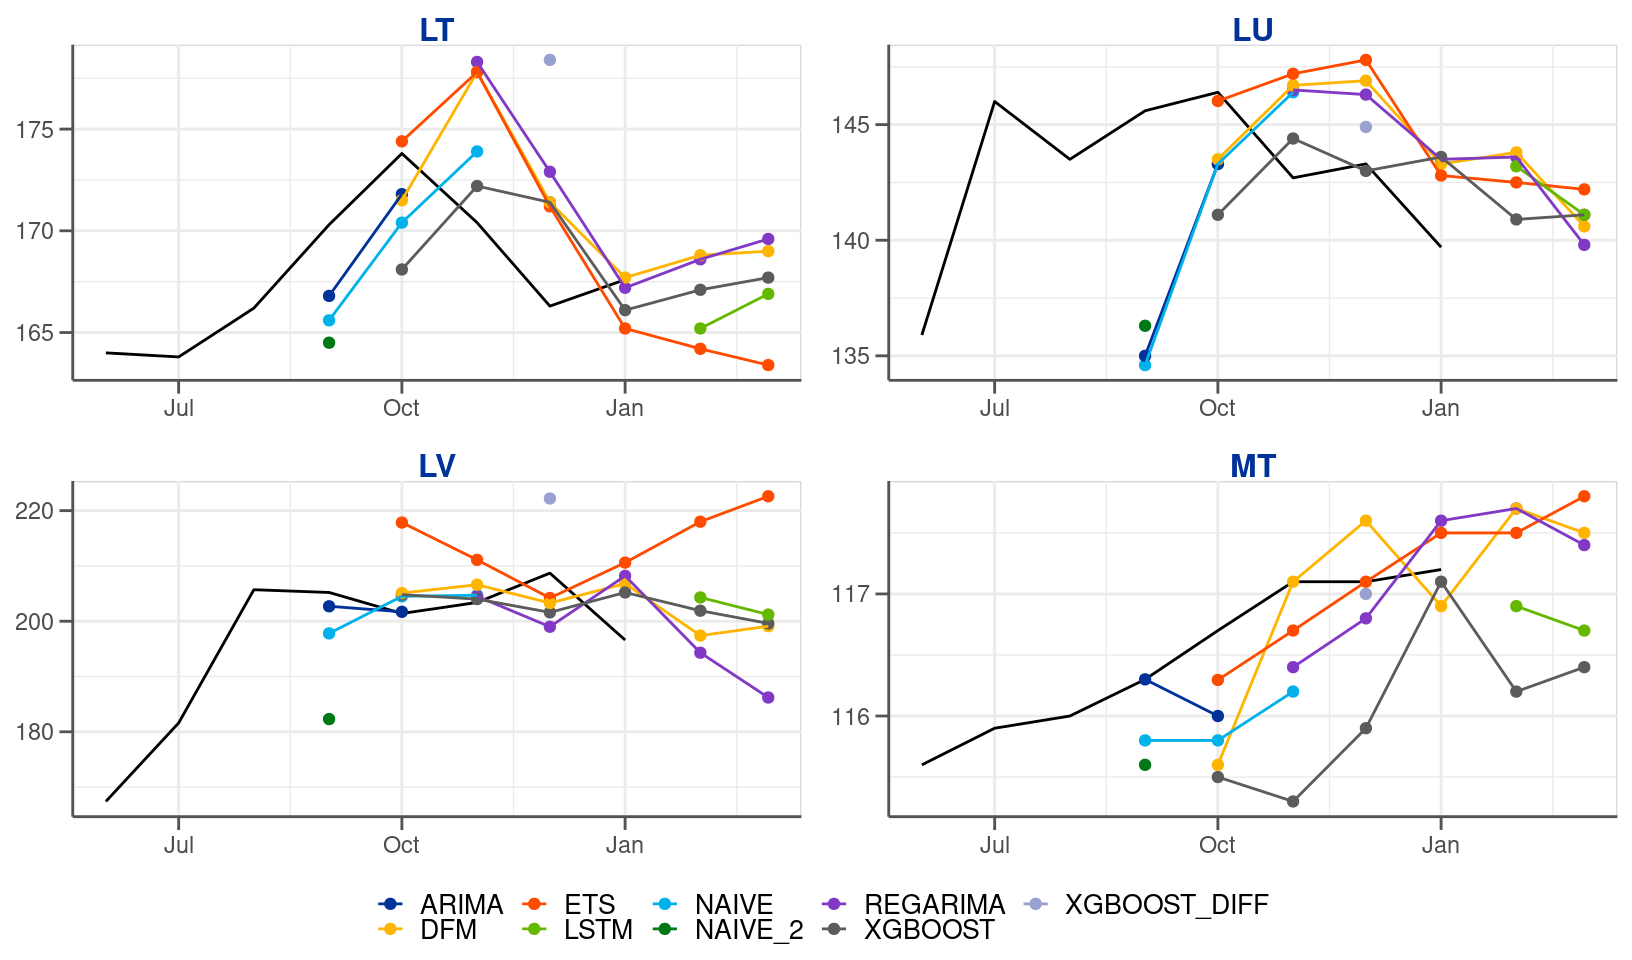 LT
LU
175
170
165
Jul Oct Jan
145
140
135
Jul Oct Jan
LV
MT
220
200
180
Jul Oct Jan
117
116
Jul Oct Jan
ARIMA ETS NAIVE REGARIMA XGBOOST_DIFF
DFM LSTM NAIVE_2 XGBOOST